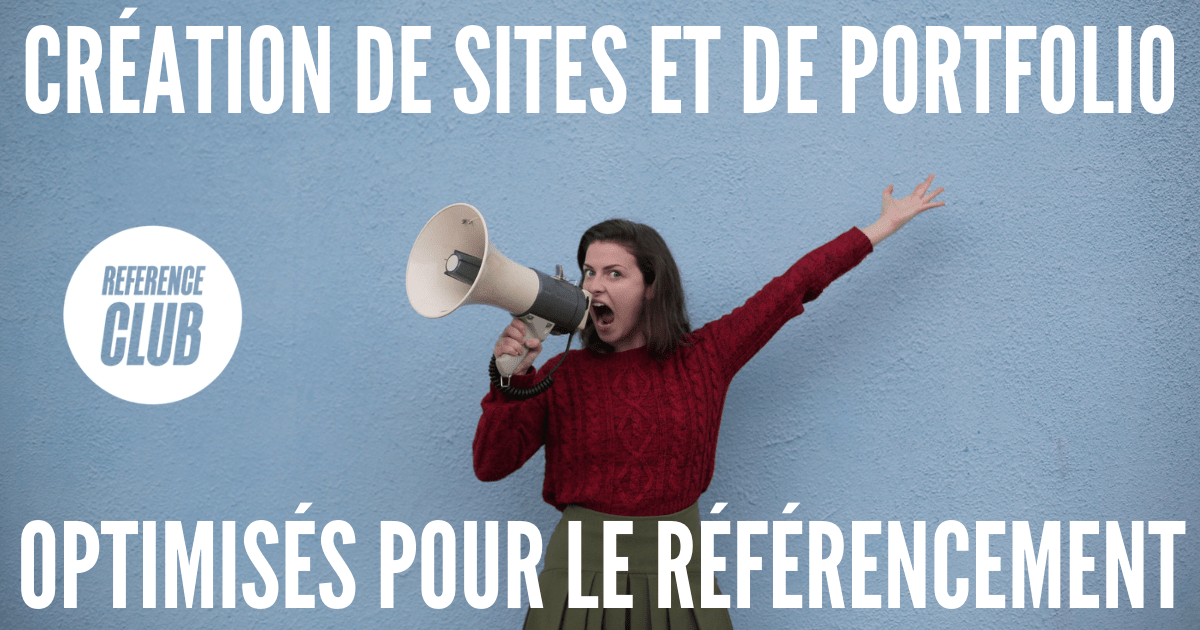 CRÉATION DE SITES ET DE PORTFOLIO
REFERENCE
CLUB
OPTIMISÉS POUR LE RÉFÉRENCEMENT